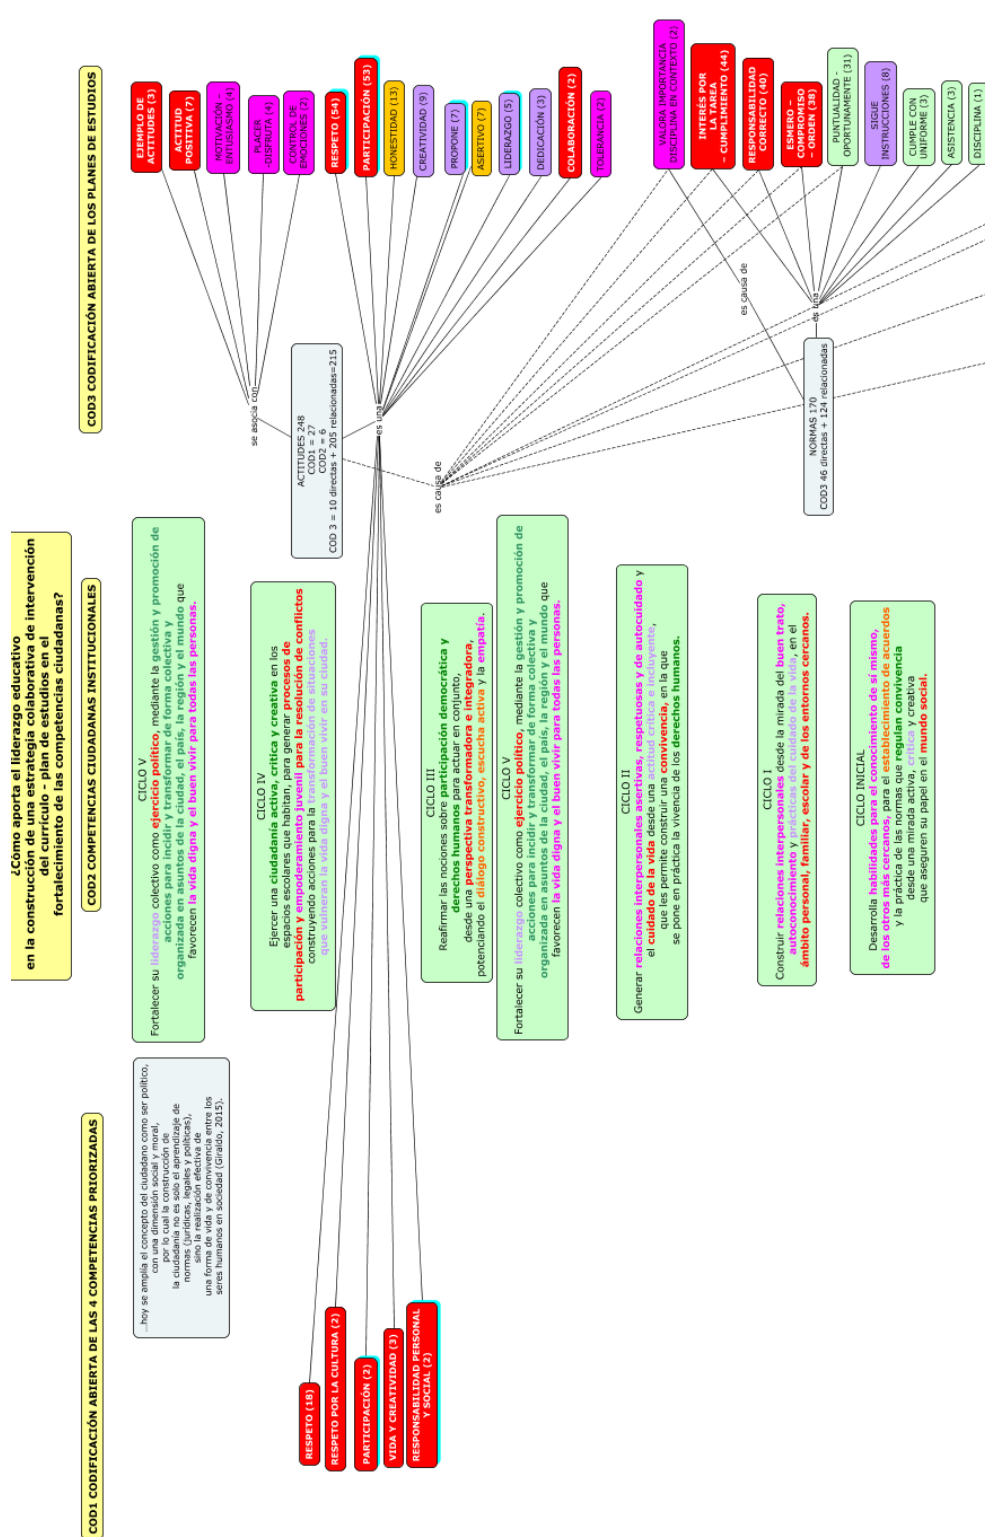 ¿Cómo aporta el liderazgo educativo
en la construcción de una estrategia colaborativa de intervención
del currículo - plan de estudios en el
fortalecimiento de las competencias ciudadanas?
COD1 CODIFICACIÓN ABIERTA DE LAS 4 COMPETENCIAS PRIORIZADAS
COD2 COMPETENCIAS CIUDADANAS INSTITUCIONALES
COD3 CODIFICACIÓN ABIERTA DE LOS PLANES DE ESTUDIOS
...hoy se amplía el concepto del ciudadano como ser político,
con una dimensión social y moral,
por lo cual la construcción de
la ciudadanía no es solo el aprendizaje de
normas (jurídicas, legales y políticas),
sino la realización efectiva de
una forma de vida y de convivencia entre los
seres humanos en sociedad (Giraldo, 2015).
CICLO V
Fortalecer su liderazgo colectivo como ejercicio político, mediante la gestión y promoción de
acciones para incidir y transformar de forma colectiva y
organizada en asuntos de la ciudad, el país, la región y el mundo que
favorecen la vida digna y el buen vivir para todas las personas.
EJEMPLO DE
ACTITUDES (3)
ACTITUD
POSITIVA (7)
MOTIVACIÓN –
ENTUSIASMO (4)
PLACER
-DISFRUTA (4)
CONTROL DE
EMOCIONES (2)
se asocia con
CICLO IV
Ejercer una ciudadanía activa, crítica y creativa en los
espacios escolares que habitan, para generar procesos de
participación y empoderamiento juvenil para la resolución de conflictos
construyendo acciones para la transformación de situaciones
que vulneran la vida digna y el buen vivir en su ciudad.
ACTITUDES 248
COD1 = 27
COD2 = 6
COD 3 = 10 directas + 205 relacionadas=215
RESPETO (18)
RESPETO POR LA CULTURA (2)
PARTICIPACIÓN (2)
VIDA Y CREATIVIDAD (3)
RESPONSABILIDAD PERSONAL
Y SOCIAL (2)
es una
RESPETO (54)
PARTICIPACIÓN (53)
HONESTIDAD (13)
CREATIVIDAD (9)
PROPONE (7)
ASERTIVO (7)
LIDERAZGO (5)
DEDICACIÓN (3)
COLABORACIÓN (2)
TOLERANCIA (2)
CICLO III
Reafirmar las nociones sobre participación democrática y
derechos humanos para actuar en conjunto,
desde una perspectiva transformadora e integradora,
potenciando el diálogo constructivo, escucha activa y la empatía.
es causa de
CICLO V
Fortalecer su liderazgo colectivo como ejercicio político, mediante la gestión y promoción de
acciones para incidir y transformar de forma colectiva y
organizada en asuntos de la ciudad, el país, la región y el mundo que
favorecen la vida digna y el buen vivir para todas las personas.
CICLO II
Generar relaciones interpersonales asertivas, respetuosas y de autocuidado y
el cuidado de la vida desde una actitud crítica e incluyente,
que les permite construir una convivencia, en la que
se pone en práctica la vivencia de los derechos humanos.
VALORA IMPORTANCIA
DISCIPLINA EN CONTEXTO (2)
INTERÉS POR
LA TAREA
– CUMPLIMIENTO (44)
RESPONSABILIDAD
CORRECTO (40)
ESMERO –
COMPROMISO
– ORDEN (38)
PUNTUALIDAD -
OPORTUNAMENTE (31)
SIGUE
INSTRUCCIONES (8)
CUMPLE CON
UNIFORME (3)
ASISTENCIA (3)
DISCIPLINA (1)
es causa de
es una
NORMAS 170
COD3 46 directas + 124 relacionadas
CICLO I
Construir relaciones interpersonales desde la mirada del buen trato,
autoconocimiento y prácticas del cuidado de la vida, en el
ámbito personal, familiar, escolar y de los entornos cercanos.
CICLO INICIAL
Desarrolla habilidades para el conocimiento de sí mismo,
de los otros más cercanos, para el establecimiento de acuerdos
y la práctica de las normas que regulan convivencia
desde una mirada activa, crítica y creativa
que aseguren su papel en el mundo social.